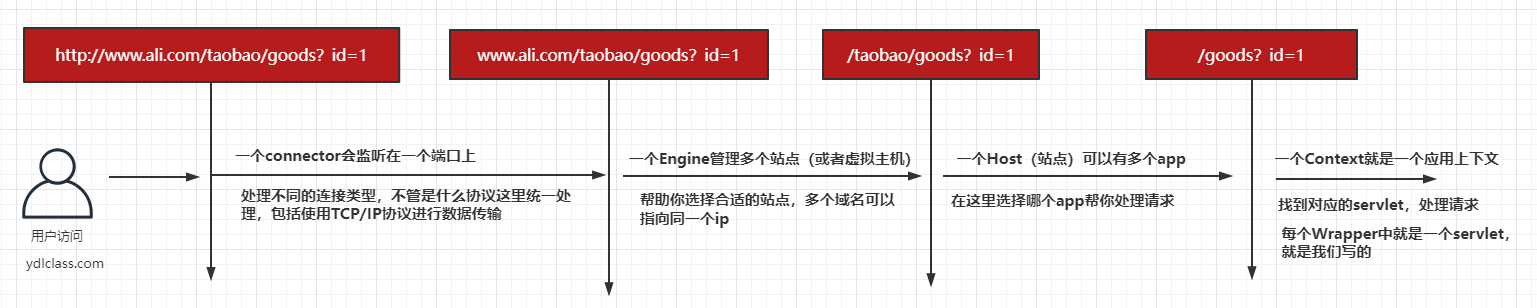 http://www.ali.com/taobao/goods? id=1
www.ali.com/taobao/goods? id=1
/taobao/goods? id=1
/goods? id=1
一个connector会监听在一个端口上
处理不同的连接类型，不管是什么协议这里统一处
理，包括使用TCP/IP协议进行数据传输
一个Engine管理多个站点（或者虚拟主机）
帮助你选择合适的站点，多个域名可以
指向同一个ip
一个Host（站点）可以有多个app
在这里选择哪个app帮你处理请求
一个Context就是一个应用上下文
找到对应的servlet，处理请求
每个Wrapper中就是一个servlet，
就是我们写的
用户访问
ydlclass.com